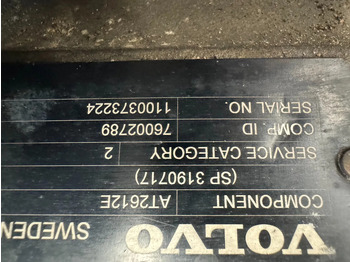 VOLVO
SWEDEN
COMPONENT AT2612E
(SP 3190717)
SERVICE CATEGORY 2
COMP. ID 76002789
SERIAL NO. 1100373224